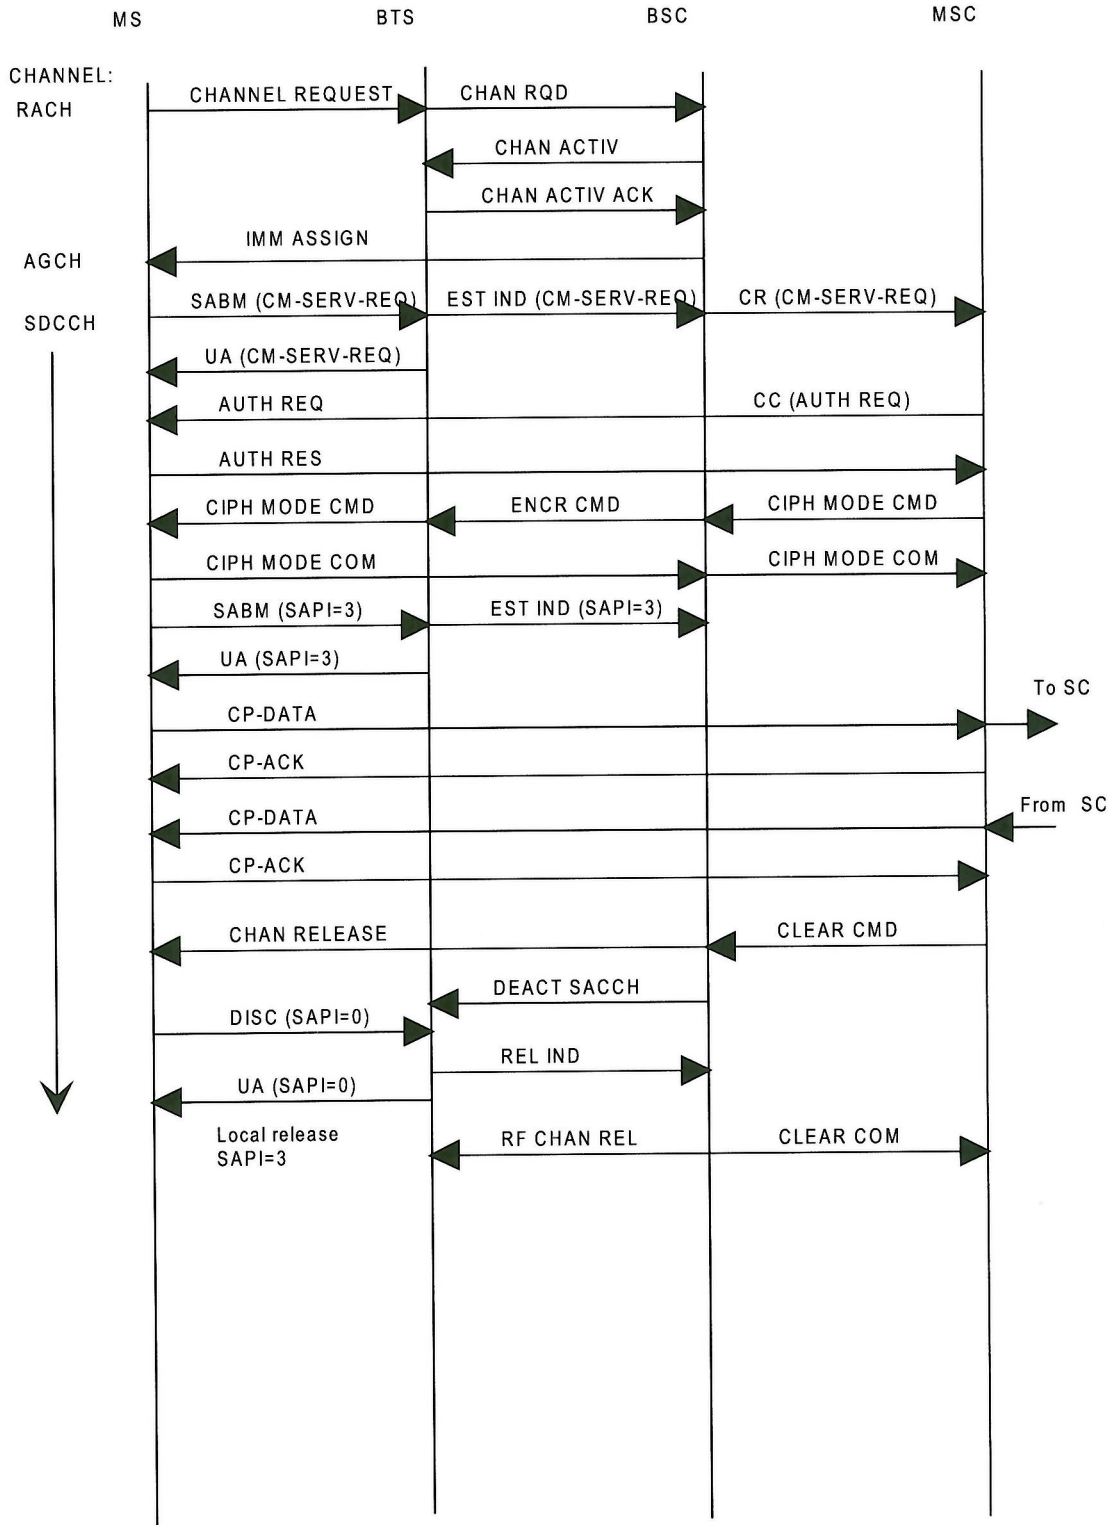 MS BTS BSC MSC
CHANNEL:
RACH CHANNEL REQUEST CHAN RQD
CHAN ACTIV
CHAN ACTIV ACK
IMM ASSIGN
AGCH
SABM (CM-SERV-REQ) EST IND (CM-SERV-REQ) CR (CM-SERV-REQ)
SDCCH
UA (CM-SERV-REQ)
AUTH REQ CC (AUTH REQ)
AUTH RES
CIPH MODE CMD ENCR CMD CIPH MODE CMD
CIPH MODE COM CIPH MODE COM
SABM (SAPI=3) EST IND (SAPI=3)
UA (SAPI=3)
To SC
CP-DATA
CP-ACK
From SC
CP-DATA
CP-ACK
CHAN RELEASE CLEAR CMD
DEACT SACCH
DISC (SAPI=0)
REL IND
UA (SAPI=0)
Local release RF CHAN REL CLEAR COM
SAPI=3